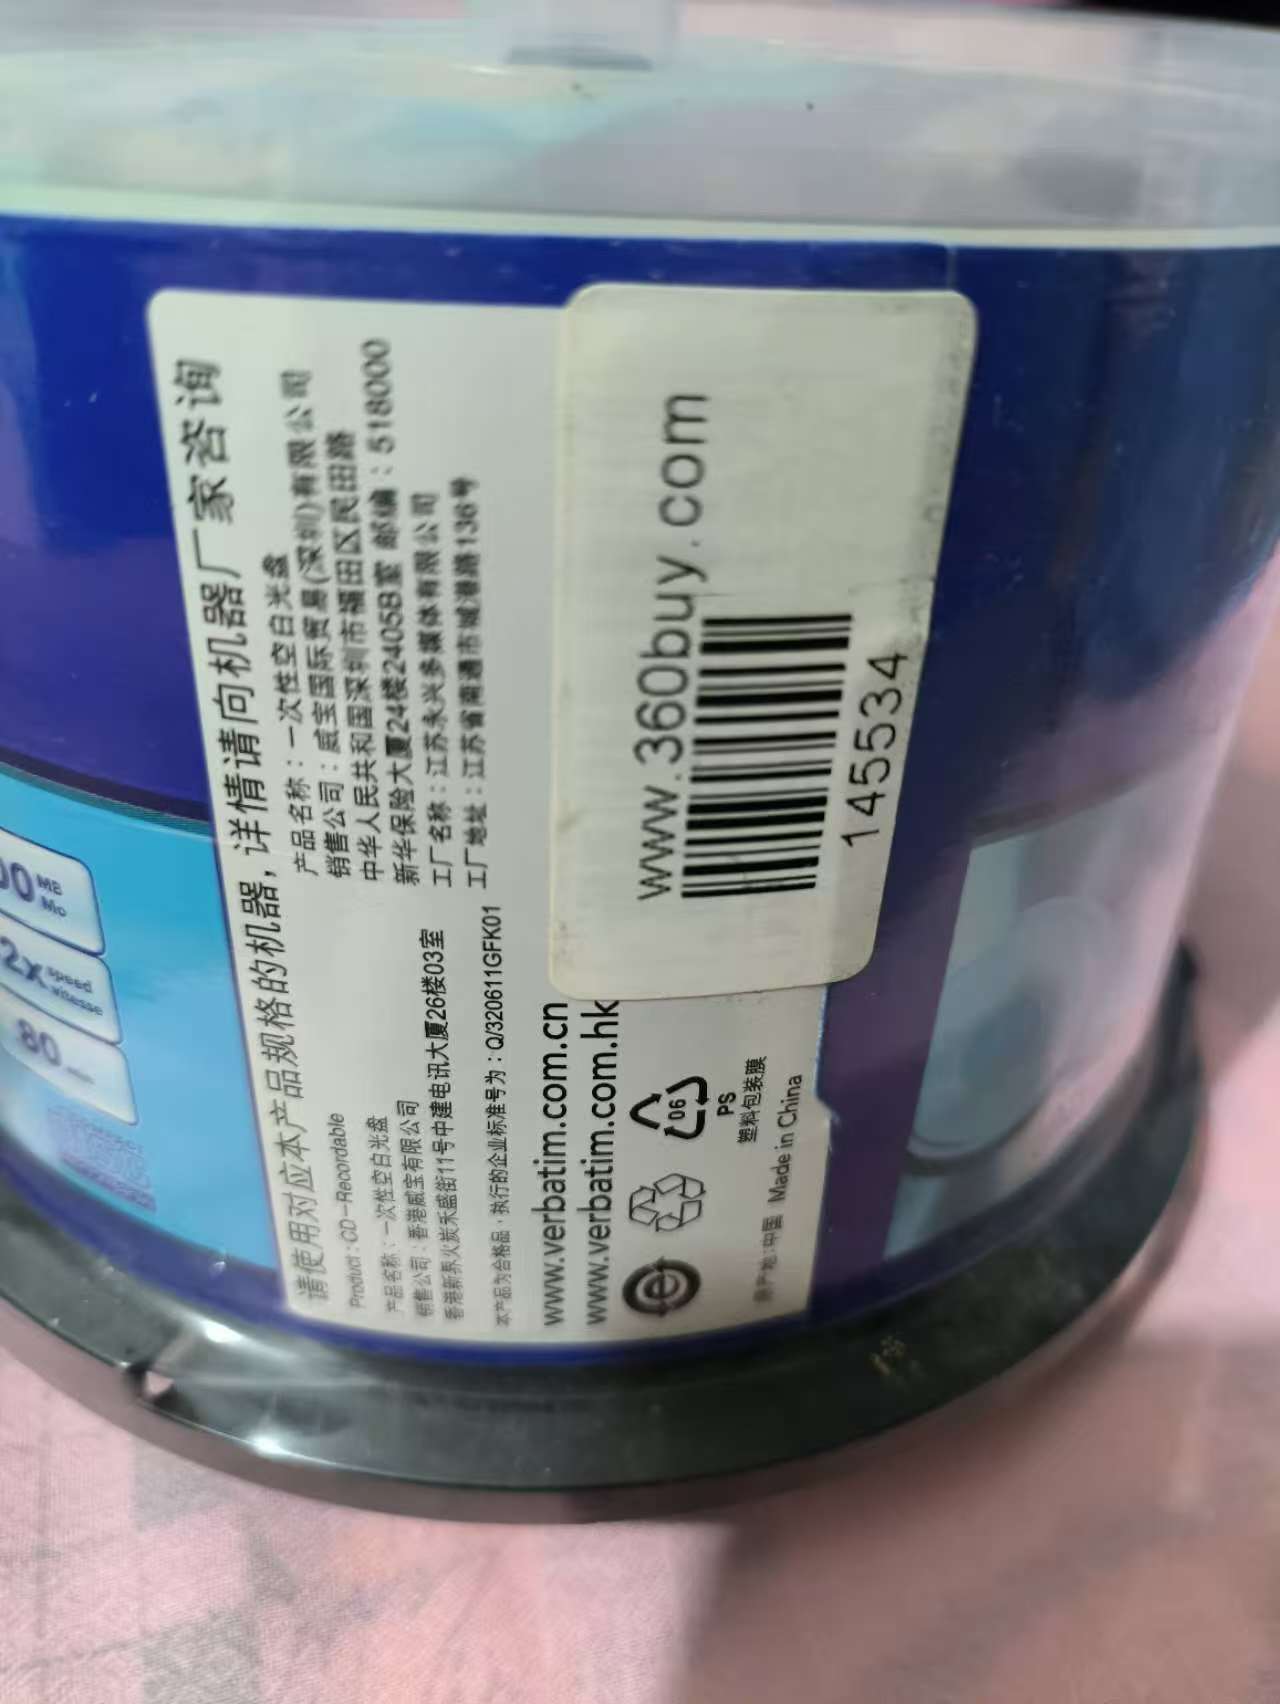 请使用对应本产品规格的机器，详情请向机器厂家咨询
Product : CD-Recordable
产品名称：一次性空白光盘
销售公司：香港威宝有限公司
香港新界火炭禾盛街11号中建电讯大厦26楼03室
产品名称：一次性空白光盘
销售公司：威宝国际贸易(深圳)有限公司
中华人民共和国深圳市福田区民田路
新华保险大厦24楼2405B室 邮编：518000
工厂名称：江苏永兴多媒体有限公司
工厂地址：江苏省南通市城港路136号
本产品为合格品，执行的企业标准号为：Q/320611GFK01
www.verbatim.com.cn
www.verbatim.com.hk
e
06
PS
塑料包装膜
原产地:中国 Made in China
www.360buy.com
145534
00 MB
Mo
2x speed
vitesse
80 min